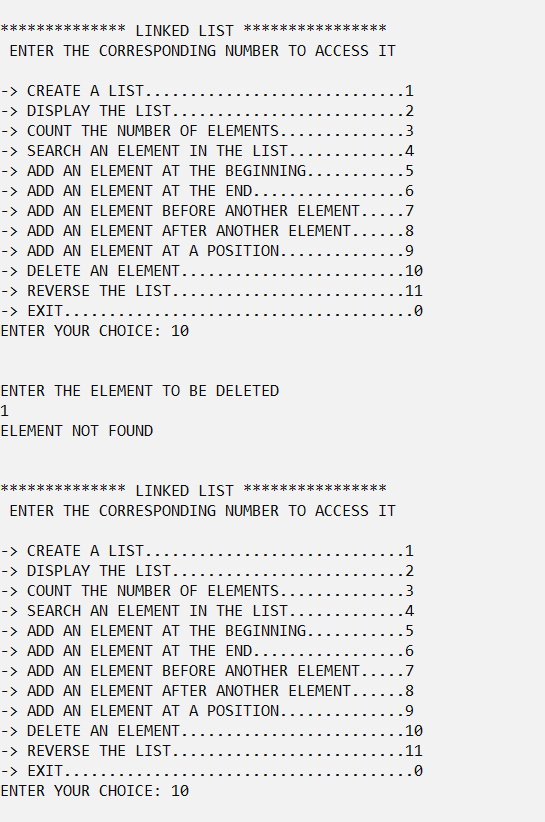 ************** LINKED LIST ****************
ENTER THE CORRESPONDING NUMBER TO ACCESS IT
-> CREATE A LIST.............................1
-> DISPLAY THE LIST..........................2
-> COUNT THE NUMBER OF ELEMENTS..............3
-> SEARCH AN ELEMENT IN THE LIST.............4
-> ADD AN ELEMENT AT THE BEGINNING...........5
-> ADD AN ELEMENT AT THE END.................6
-> ADD AN ELEMENT BEFORE ANOTHER ELEMENT.....7
-> ADD AN ELEMENT AFTER ANOTHER ELEMENT......8
-> ADD AN ELEMENT AT A POSITION..............9
-> DELETE AN ELEMENT.........................10
-> REVERSE THE LIST..........................11
-> EXIT.......................................0
ENTER YOUR CHOICE: 10
ENTER THE ELEMENT TO BE DELETED
1
ELEMENT NOT FOUND
************** LINKED LIST ****************
ENTER THE CORRESPONDING NUMBER TO ACCESS IT
-> CREATE A LIST.............................1
-> DISPLAY THE LIST..........................2
-> COUNT THE NUMBER OF ELEMENTS..............3
-> SEARCH AN ELEMENT IN THE LIST.............4
-> ADD AN ELEMENT AT THE BEGINNING...........5
-> ADD AN ELEMENT AT THE END.................6
-> ADD AN ELEMENT BEFORE ANOTHER ELEMENT.....7
-> ADD AN ELEMENT AFTER ANOTHER ELEMENT......8
-> ADD AN ELEMENT AT A POSITION..............9
-> DELETE AN ELEMENT.........................10
-> REVERSE THE LIST..........................11
-> EXIT.......................................0
ENTER YOUR CHOICE: 10